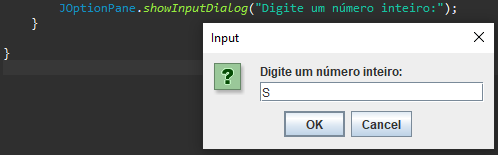 JOptionPane.showInputDialog("Digite um número inteiro:");
}
}
Input
?
Digite um número inteiro:
S
OK Cancel